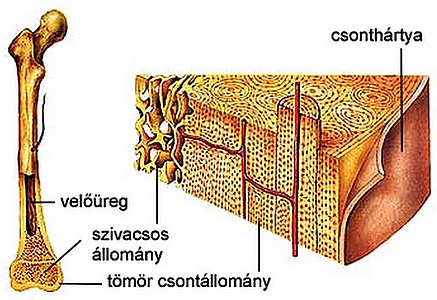 csonthártya
velőüreg
szivacsos
állomány
tömör csontállomány